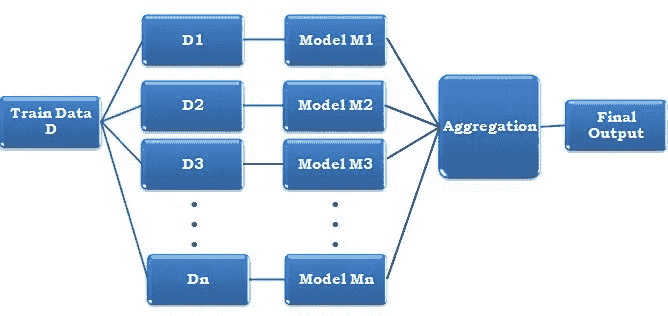 Train Data
D
D1
Model M1
D2
Model M2
D3
Model M3
Dn
Model Mn
Aggregation
Final
Output